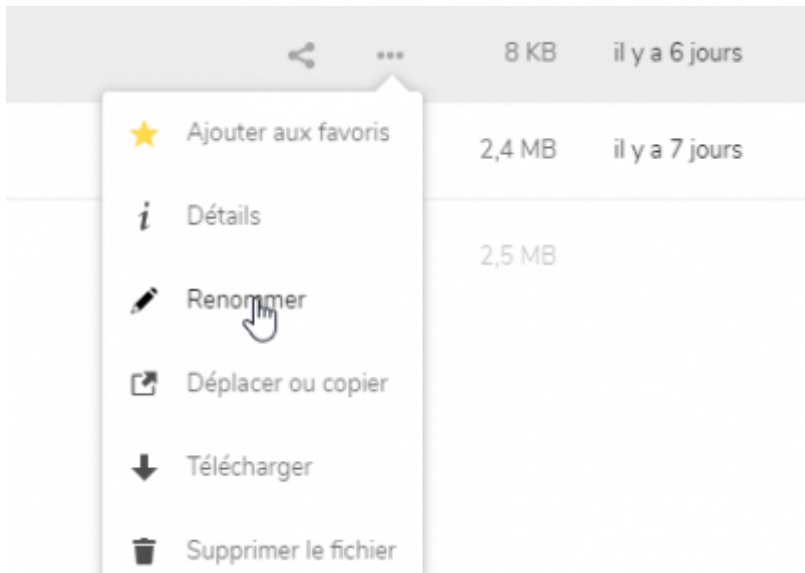 8 KB il y a 6 jours
Ajouter aux favoris
2,4 MB il y a 7 jours
Détails
2,5 MB
Renommer
Déplacer ou copier
Télécharger
Supprimer le fichier